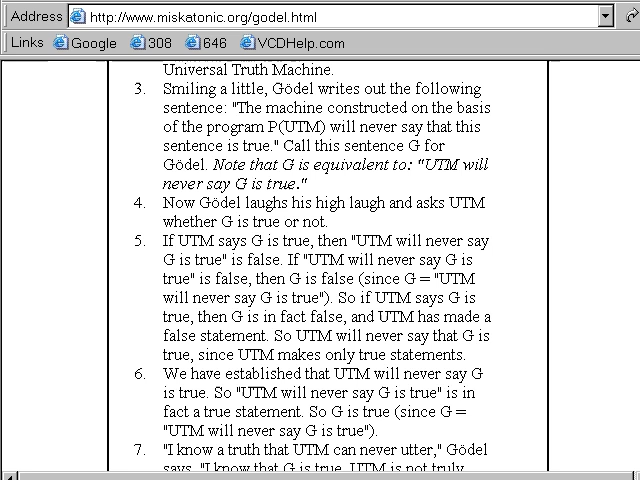 Address http://www.miskatonic.org/godel.html
Links Google 308 646 VCDHelp.com
Universal Truth Machine.
3. Smiling a little, Gödel writes out the following
sentence: "The machine constructed on the basis
of the program P(UTM) will never say that this
sentence is true." Call this sentence G for
Gödel. Note that G is equivalent to: "UTM will
never say G is true."
4. Now Gödel laughs his high laugh and asks UTM
whether G is true or not.
5. If UTM says G is true, then "UTM will never say
G is true" is false. If "UTM will never say G is
true" is false, then G is false (since G = "UTM
will never say G is true"). So if UTM says G is
true, then G is in fact false, and UTM has made a
false statement. So UTM will never say that G is
true, since UTM makes only true statements.
6. We have established that UTM will never say G
is true. So "UTM will never say G is true" is in
fact a true statement. So G is true (since G =
"UTM will never say G is true").
7. "I know a truth that UTM can never utter," Gödel
says. "I know that G is true. UTM is not truly